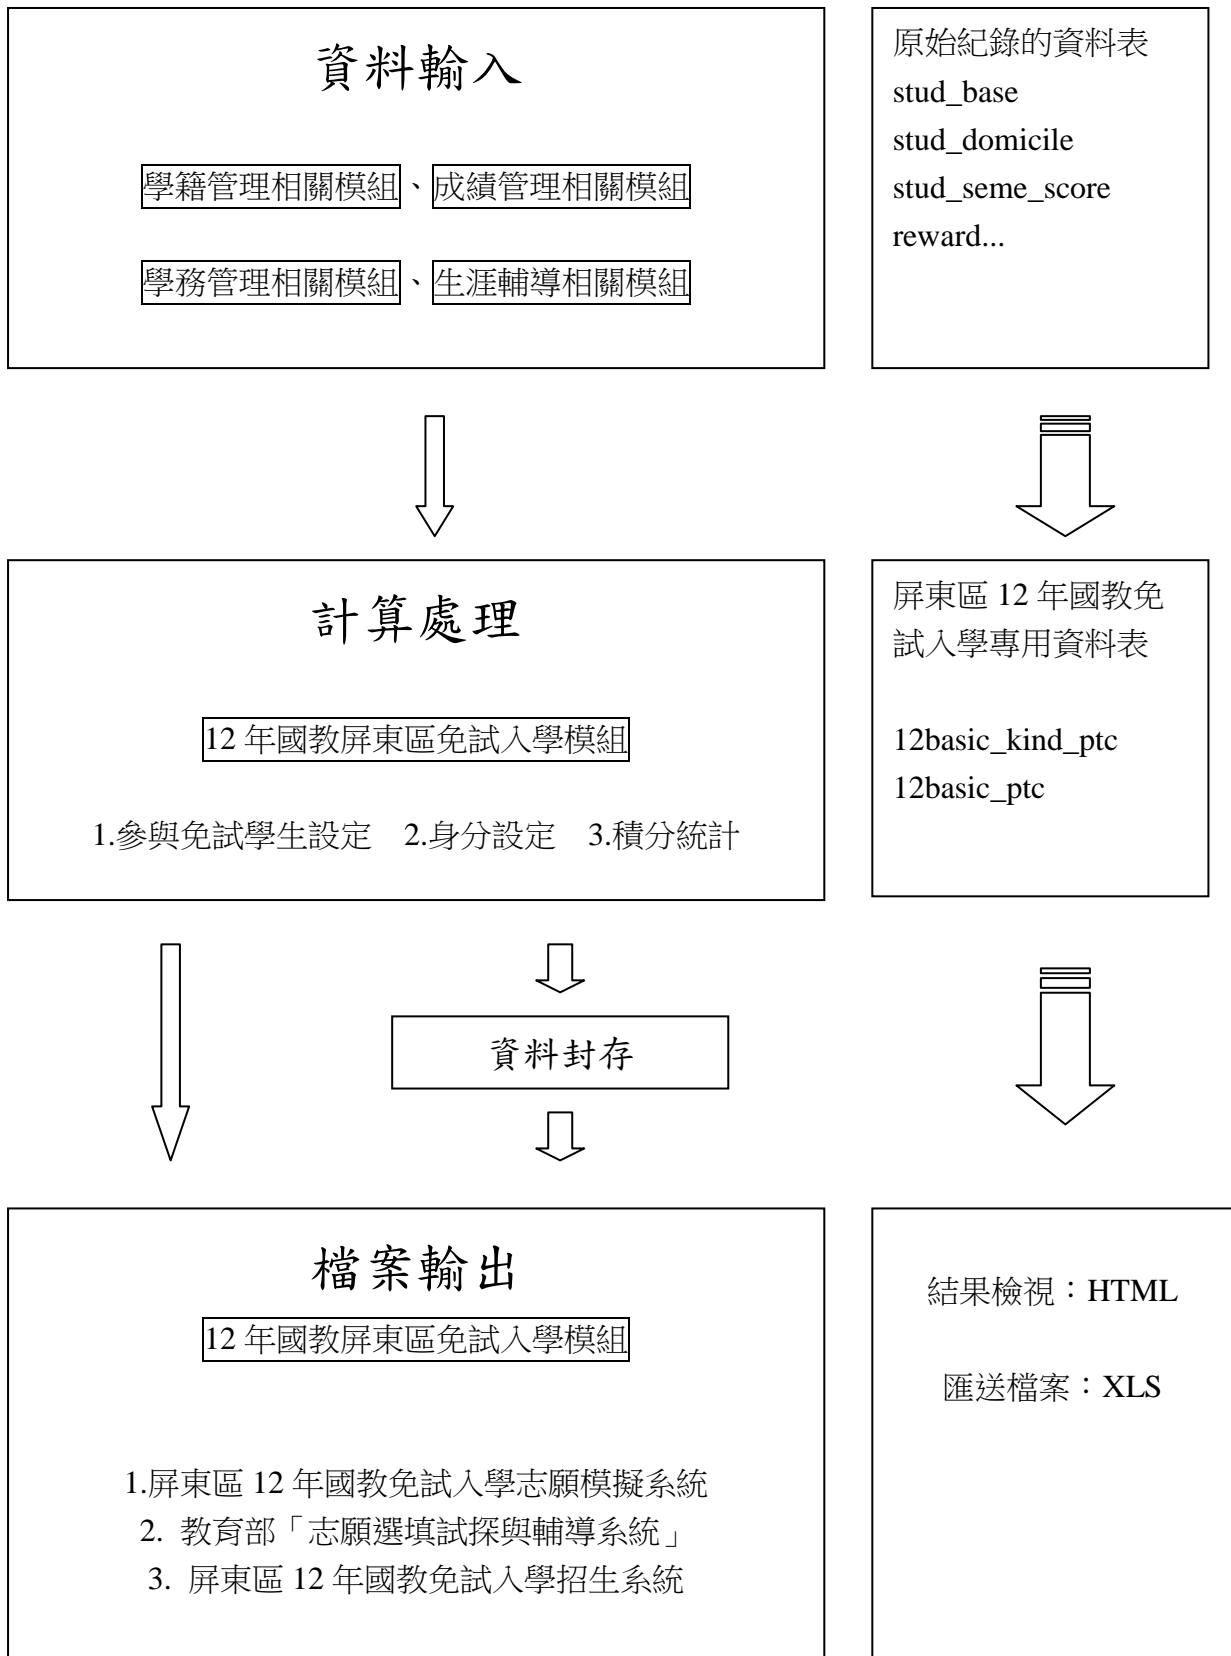 資料輸入
學籍管理相關模組、成績管理相關模組
學務管理相關模組、生涯輔導相關模組
原始紀錄的資料表
stud_base
stud_domicile
stud_seme_score
reward...
計算處理
12 年國教屏東區免試入學模組
1.參與免試學生設定 2.身分設定 3.積分統計
屏東區 12 年國教免
試入學專用資料表
12basic_kind_ptc
12basic_ptc
資料封存
檔案輸出
12 年國教屏東區免試入學模組
1.屏東區 12 年國教免試入學志願模擬系統
2. 教育部「志願選填試探與輔導系統」
3. 屏東區 12 年國教免試入學招生系統
結果檢視：HTML
匯送檔案：XLS